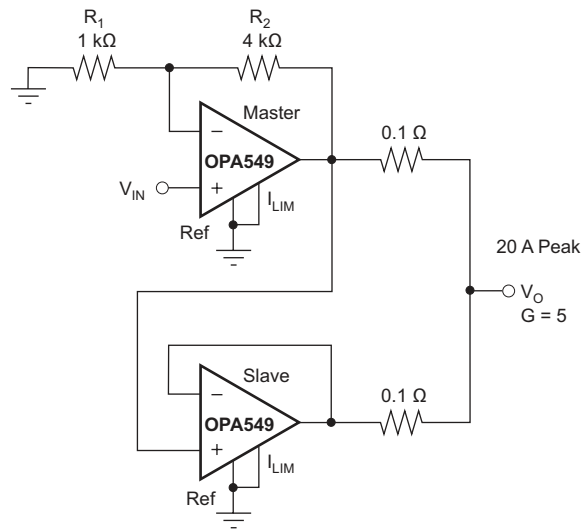 R1
1 kΩ
R2
4 kΩ
Master
−
OPA549
+
VIN
ILIM
Ref
0.1 Ω
20 A Peak
VO
G = 5
Slave
−
OPA549
+
ILIM
Ref
0.1 Ω